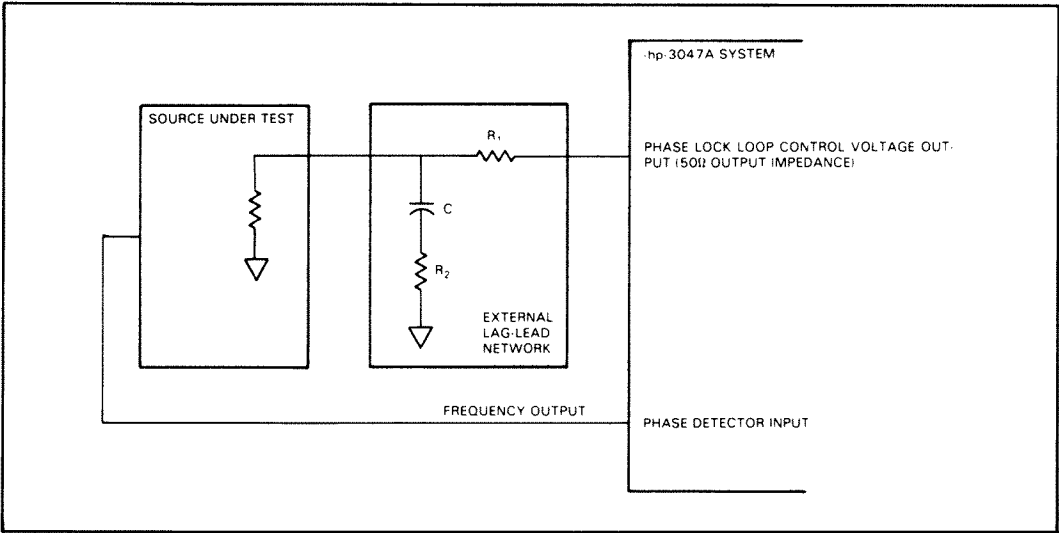 -hp-3047A SYSTEM
SOURCE UNDER TEST
R₁
PHASE LOCK LOOP CONTROL VOLTAGE OUT-
PUT (50Ω OUTPUT IMPEDANCE)
C
R₂
EXTERNAL
LAG-LEAD
NETWORK
FREQUENCY OUTPUT
PHASE DETECTOR INPUT